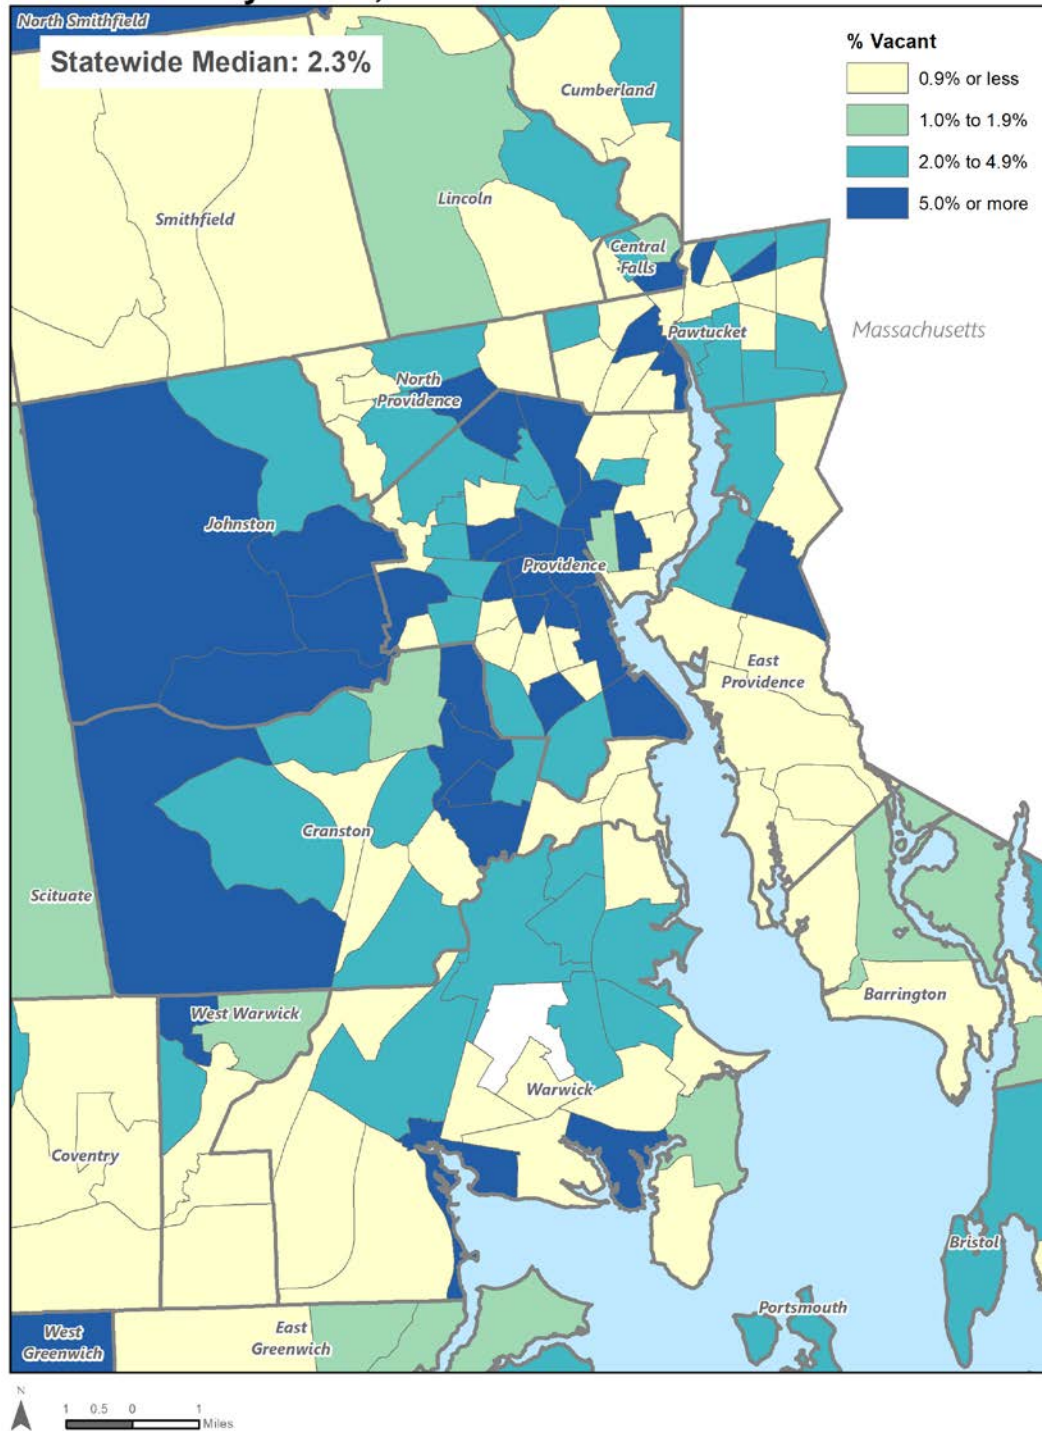 North Smithfield
Statewide Median: 2.3%
% Vacant
0.9% or less
1.0% to 1.9%
2.0% to 4.9%
5.0% or more
Cumberland
Smithfield
Lincoln
Central
Falls
Pawtucket
Massachusetts
North
Providence
Johnston
Providence
East
Providence
Cranston
Scituate
West Warwick
Barrington
Warwick
Coventry
Bristol
Portsmouth
West
Greenwich
East
Greenwich
N
1 0.5 0 1
Miles